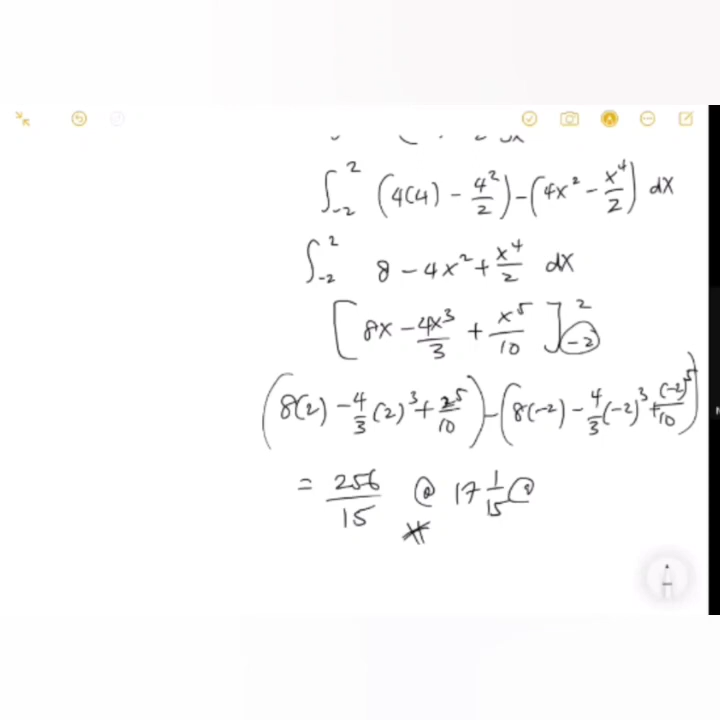 ∫₋₂² (4(4) - 4²/2) - (4x² - x⁴/2) dx
∫₋₂² 8 - 4x² + x⁴/2 dx
[8x - 4x³/3 + x⁵/10]₋₂²
(8(2) - 4/3 (2)³ + 2⁵/10) - (8(-2) - 4/3 (-2)³ + (-2)⁵/10)
= 256/15 @ 17 1/15 @